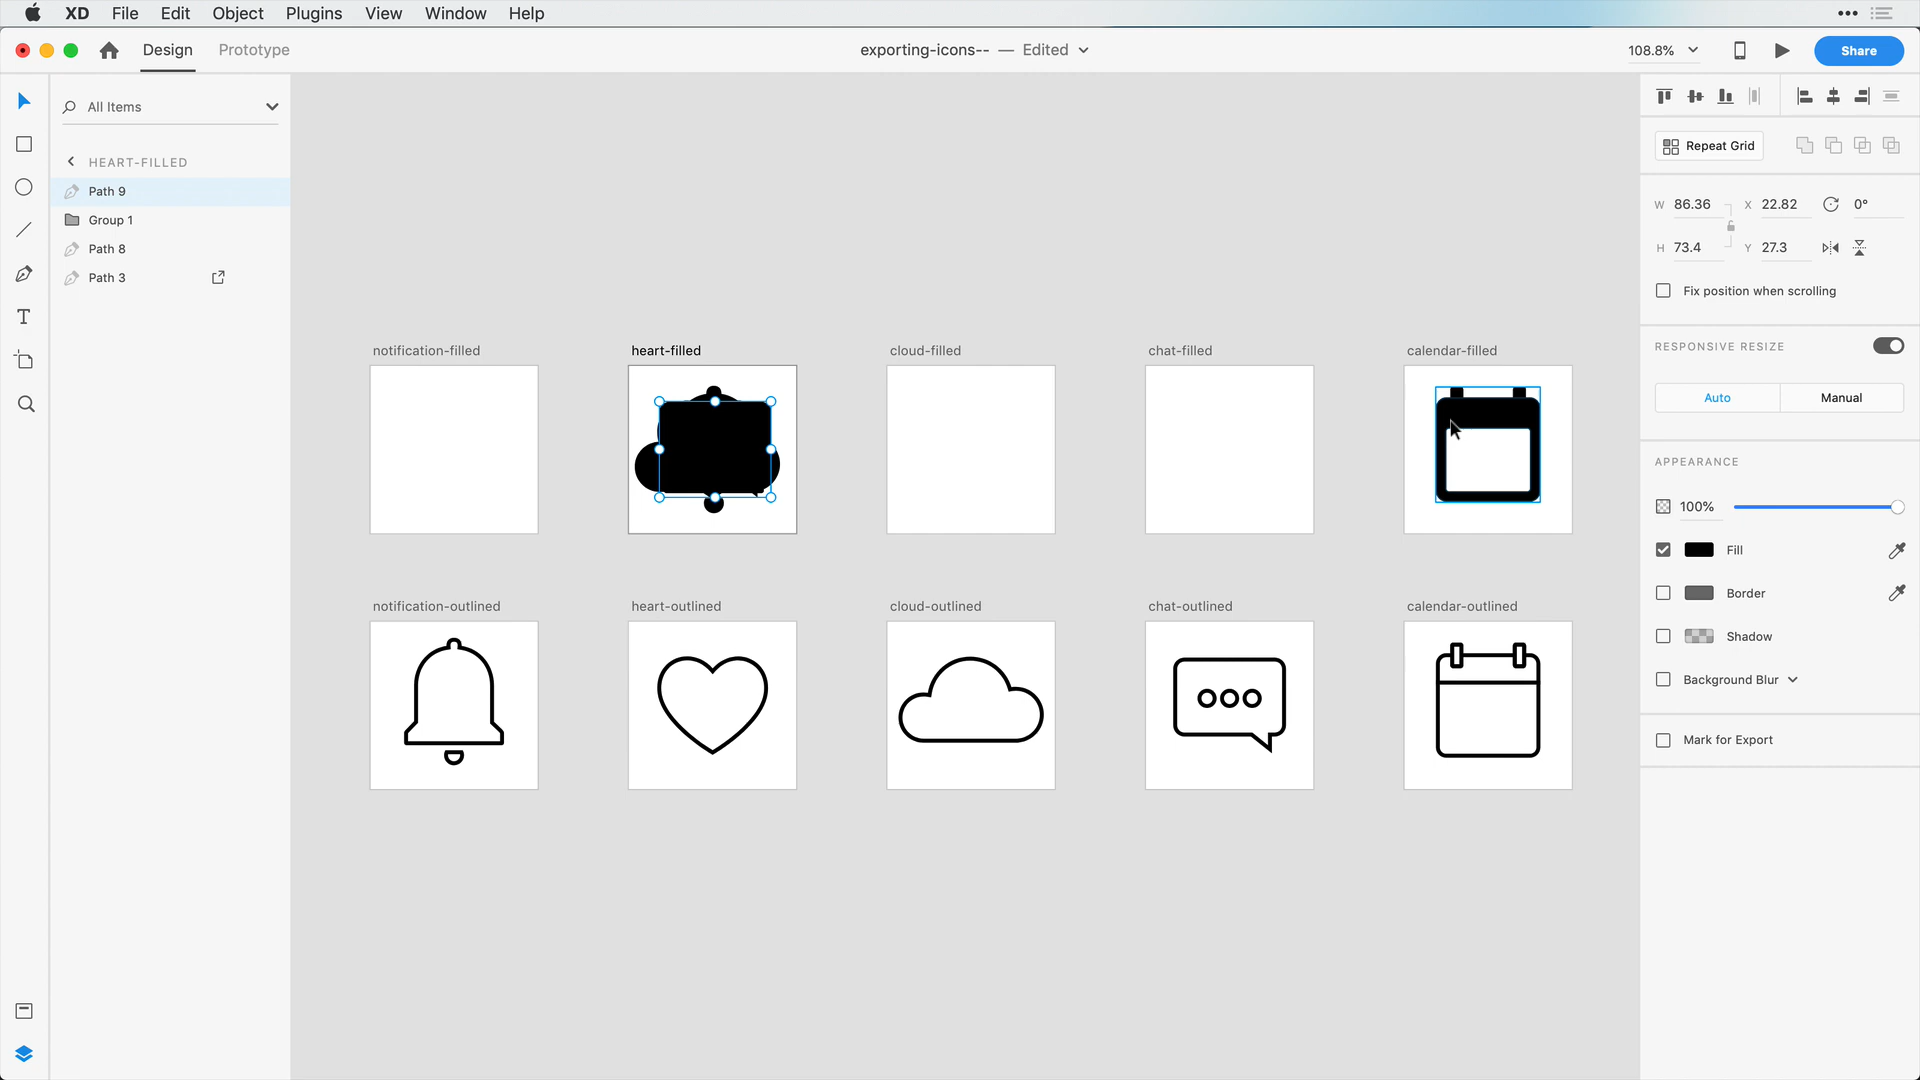 XD File Edit Object Plugins View Window Help
Design Prototype exporting-icons-- — Edited 108.8% Share
All Items
HEART-FILLED
Path 9
Group 1
Path 8
Path 3
notification-filled heart-filled cloud-filled chat-filled calendar-filled
notification-outlined heart-outlined cloud-outlined chat-outlined calendar-outlined
Repeat Grid
W 86.36 X 22.82 0°
H 73.4 Y 27.3
Fix position when scrolling
RESPONSIVE RESIZE
Auto Manual
APPEARANCE
100%
Fill
Border
Shadow
Background Blur
Mark for Export